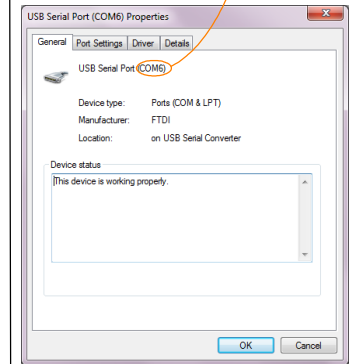 USB Serial Port (COM6) Properties
General Port Settings Driver Details
USB Serial Port (COM6)
Device type: Ports (COM & LPT)
Manufacturer: FTDI
Location: on USB Serial Converter
Device status
This device is working properly.
OK Cancel